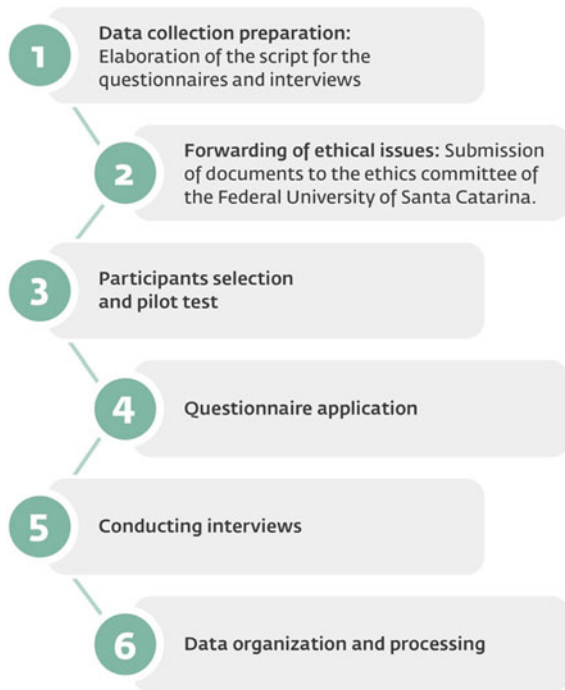 1
Data collection preparation:
Elaboration of the script for the
questionnaires and interviews
2
Forwarding of ethical issues: Submission
of documents to the ethics committee of
the Federal University of Santa Catarina.
3
Participants selection
and pilot test
4
Questionnaire application
5
Conducting interviews
6
Data organization and processing